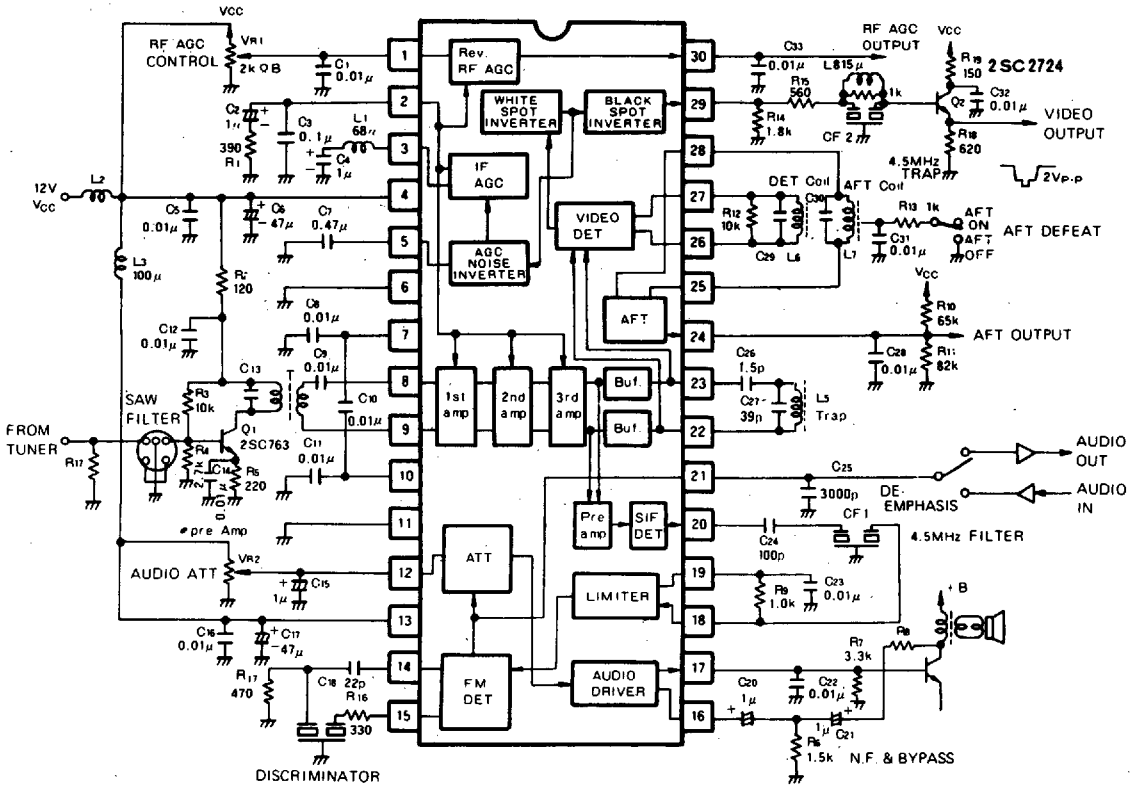 VCC
RF AGC
CONTROL
VR1
2kΩB
C1
0.01μ
C2
1μ
390
R1
C3
0.1μ
L1
68μ
C4
1μ
12V
VCC
L2
C5
0.01μ
C6
47μ
C7
0.47μ
L3
100μ
120
C8
0.01μ
C12
0.01μ
C9
0.01μ
C13
C10
0.01μ
R3
10k
SAW
FILTER
FROM
TUNER
R17
R4
2.7k
Q1
2SC763
C14
0.01μ
R5
220
C11
0.01μ
pre Amp
AUDIO ATT
VR2
C15
1μ
C16
0.01μ
C17
47μ
R17
470
C18
22p
R16
330
DISCRIMINATOR
1
2
3
4
5
6
7
8
9
10
11
12
13
14
15
Rev.
RF AGC
WHITE
SPOT
INVERTER
BLACK
SPOT
INVERTER
IF
AGC
VIDEO
DET
AGC
NOISE
INVERTER
AFT
1st
amp
2nd
amp
3rd
amp
Buf.
Buf.
Pre
amp
SIF
DET
ATT
LIMITER
FM
DET
AUDIO
DRIVER
30
29
28
27
26
25
24
23
22
21
20
19
18
17
16
C33
0.01μ
RF AGC
OUTPUT
L8 15μ
1k
R15
560
R14
1.8k
CF 2
VCC
R19
150
2SC2724
Q2
C32
0.01μ
VIDEO
OUTPUT
R18
620
4.5MHz
TRAP
2VP-P
DET
Coil
AFT Coil
R12
10k
C29
L6
C30
L7
R13
1k
C31
0.01μ
AFT
ON
AFT
OFF
AFT DEFEAT
VCC
R10
65k
AFT OUTPUT
C28
0.01μ
R11
82k
C26
1.5p
C27
39p
L5
Trap
C25
3000p
DE-
EMPHASIS
AUDIO
OUT
AUDIO
IN
C24
100p
CF 1
4.5MHz FILTER
R9
1.0k
C23
0.01μ
+B
R8
R7
3.3k
C22
0.01μ
C20
1μ
1μ
C21
R6
1.5k
N.F. & BYPASS